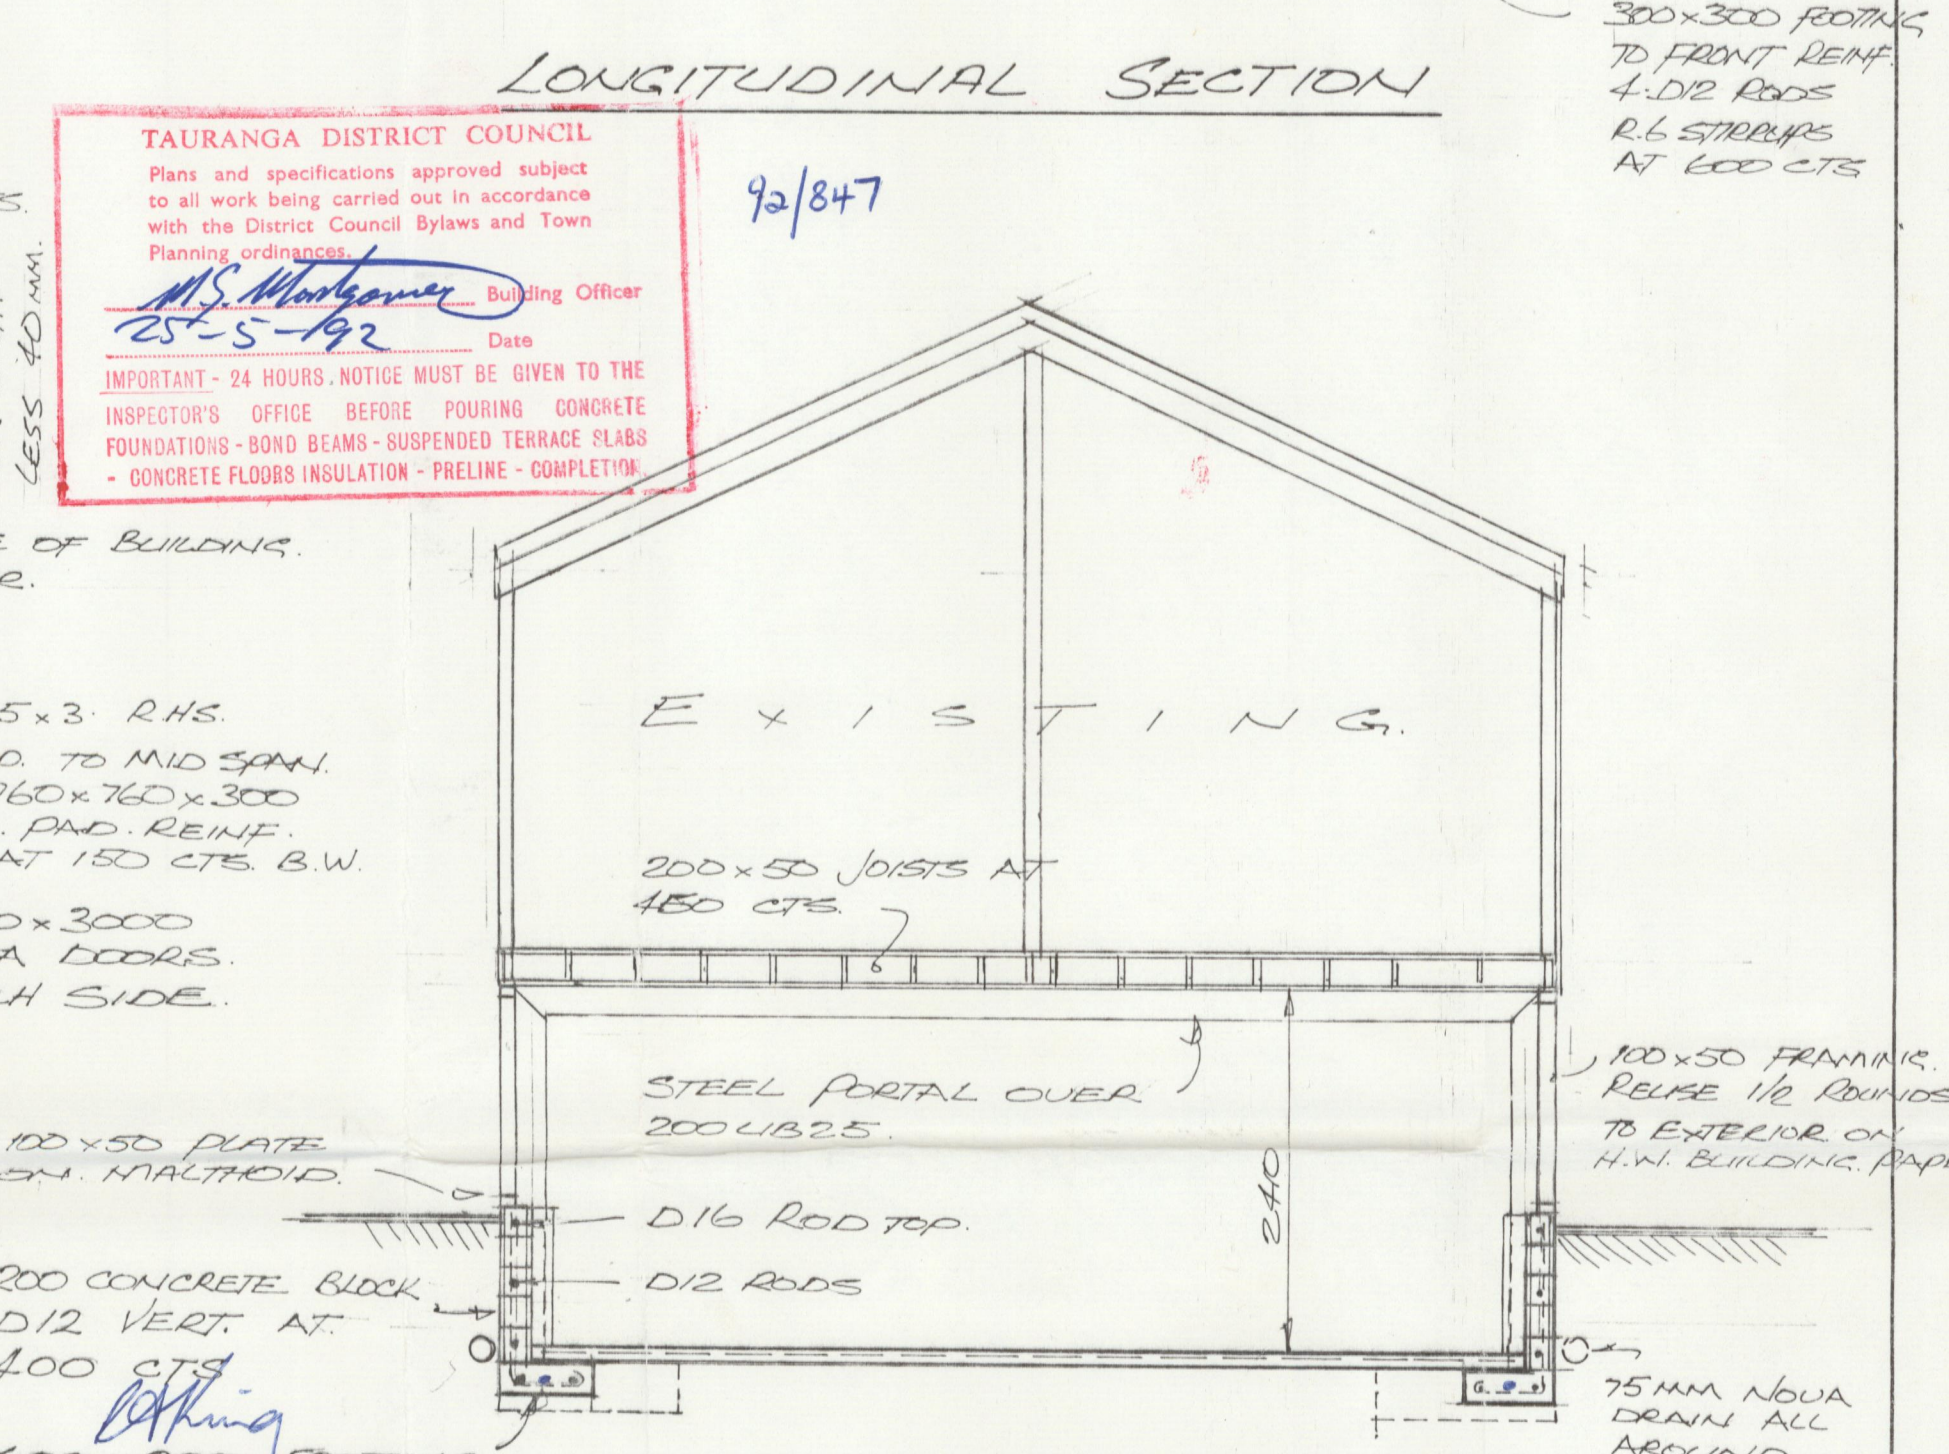 300x300 FOOTING
TO FRONT REINF.
4-D12 RODS
R.6 STIRRUPS
AT 600 CTS
LONGITUDINAL SECTION
TAURANGA DISTRICT COUNCIL
Plans and specifications approved subject
to all work being carried out in accordance
with the District Council Bylaws and Town
Planning ordinances.
M.S. Montgomery Building Officer
25-5-92 Date
IMPORTANT - 24 HOURS NOTICE MUST BE GIVEN TO THE
INSPECTOR'S OFFICE BEFORE POURING CONCRETE
FOUNDATIONS - BOND BEAMS - SUSPENDED TERRACE SLABS
- CONCRETE FLOORS INSULATION - PRELINE - COMPLETION.
92/847
LESS 40MM.
OF BUILDING.
5x3 RHS.
TO MID SPAN.
760x760x300
PAD. REINF.
AT 150 CTS. B.W.
x3000
DOORS.
SIDE.
EXISTING.
200x50 JOISTS AT
450 CTS.
STEEL PORTAL OVER
200UB25.
240
100x50 FRAMING.
REUSE 1/2 ROUNDS
TO EXTERIOR ON
H.W. BUILDING
100x50 PLATE
MALTHOID.
D16 ROD TOP.
D12 RODS
200 CONCRETE BLOCK
D12 VERT. AT
400 CTS
75MM NOVA
DRAIN ALL
AROUND